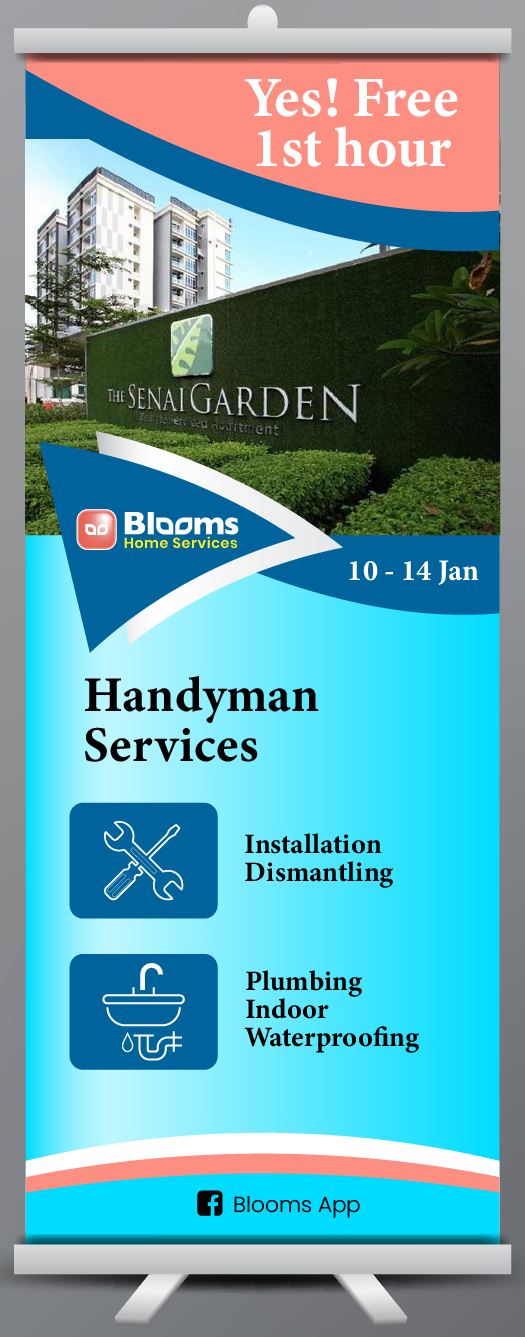 Yes! Free
1st hour
THE SENAI GARDEN
Blooms
Home Services
10 - 14 Jan
Handyman
Services
Installation
Dismantling
Plumbing
Indoor
Waterproofing
Blooms App